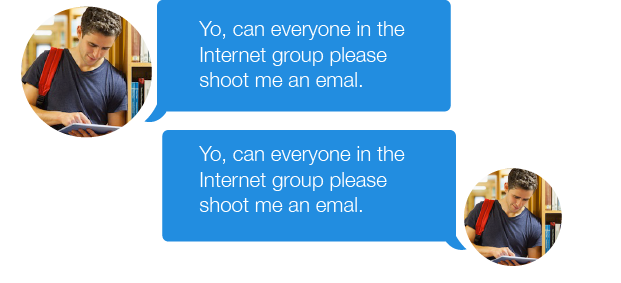 Yo, can everyone in the
Internet group please
shoot me an emal.
Yo, can everyone in the
Internet group please
shoot me an emal.